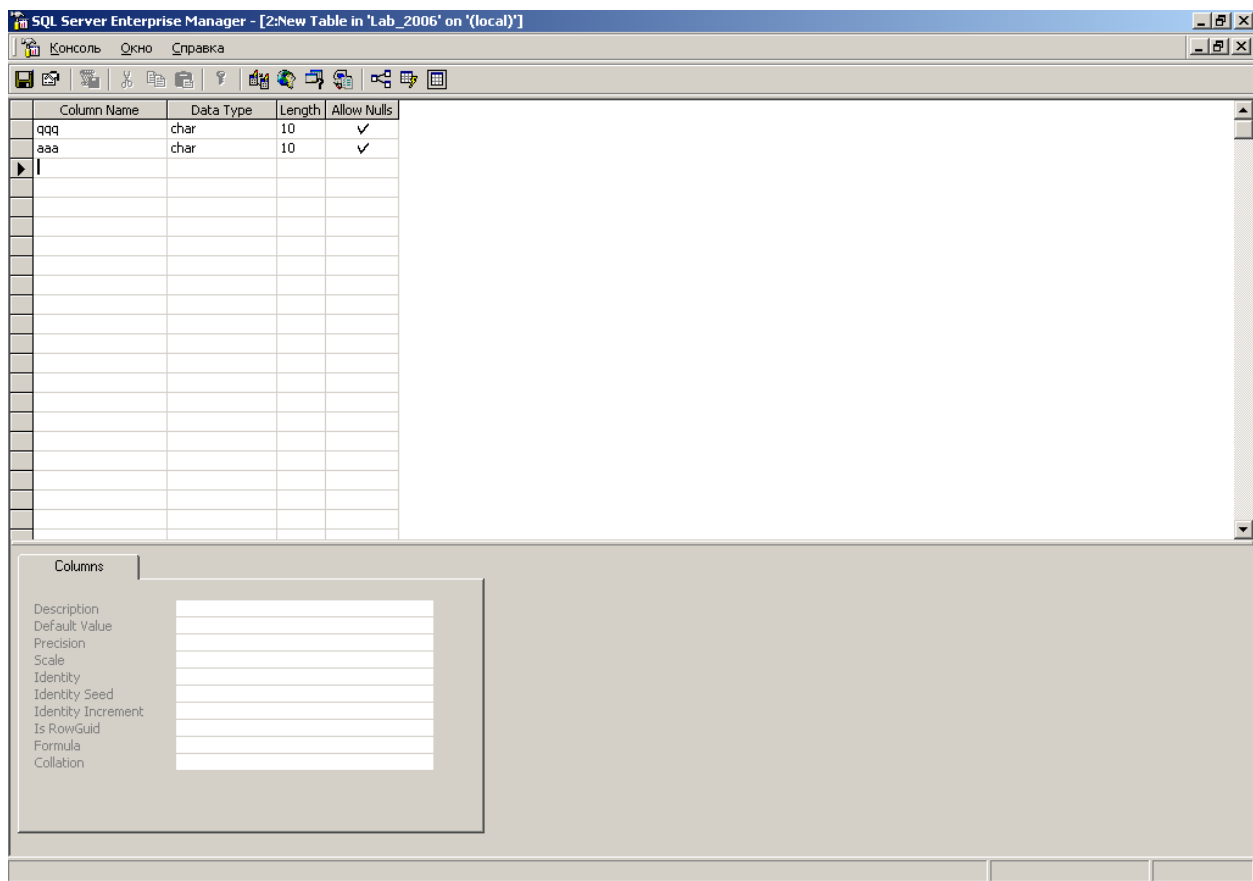 SQL Server Enterprise Manager - [2:New Table in 'Lab_2006' on '(local)']
Консоль Окно Справка
Column Name Data Type Length Allow Nulls
qqq char 10
aaa char 10
Columns
Description
Default Value
Precision
Scale
Identity
Identity Seed
Identity Increment
Is RowGuid
Formula
Collation